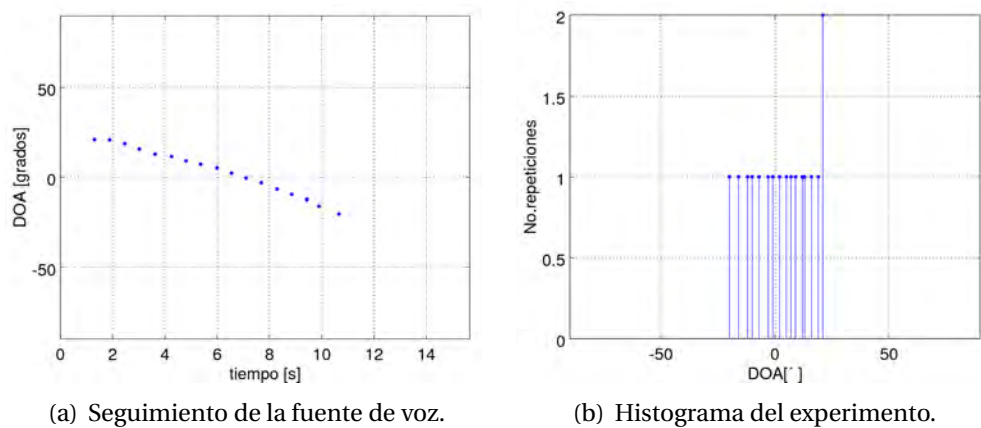 50
0
-50
DOA [grados]
0 2 4 6 8 10 12 14
tiempo [s]
(a) Seguimiento de la fuente de voz.
2
1.5
1
0.5
0
No.repeticiones
-50 0 50
DOA[´ ]
(b) Histograma del experimento.